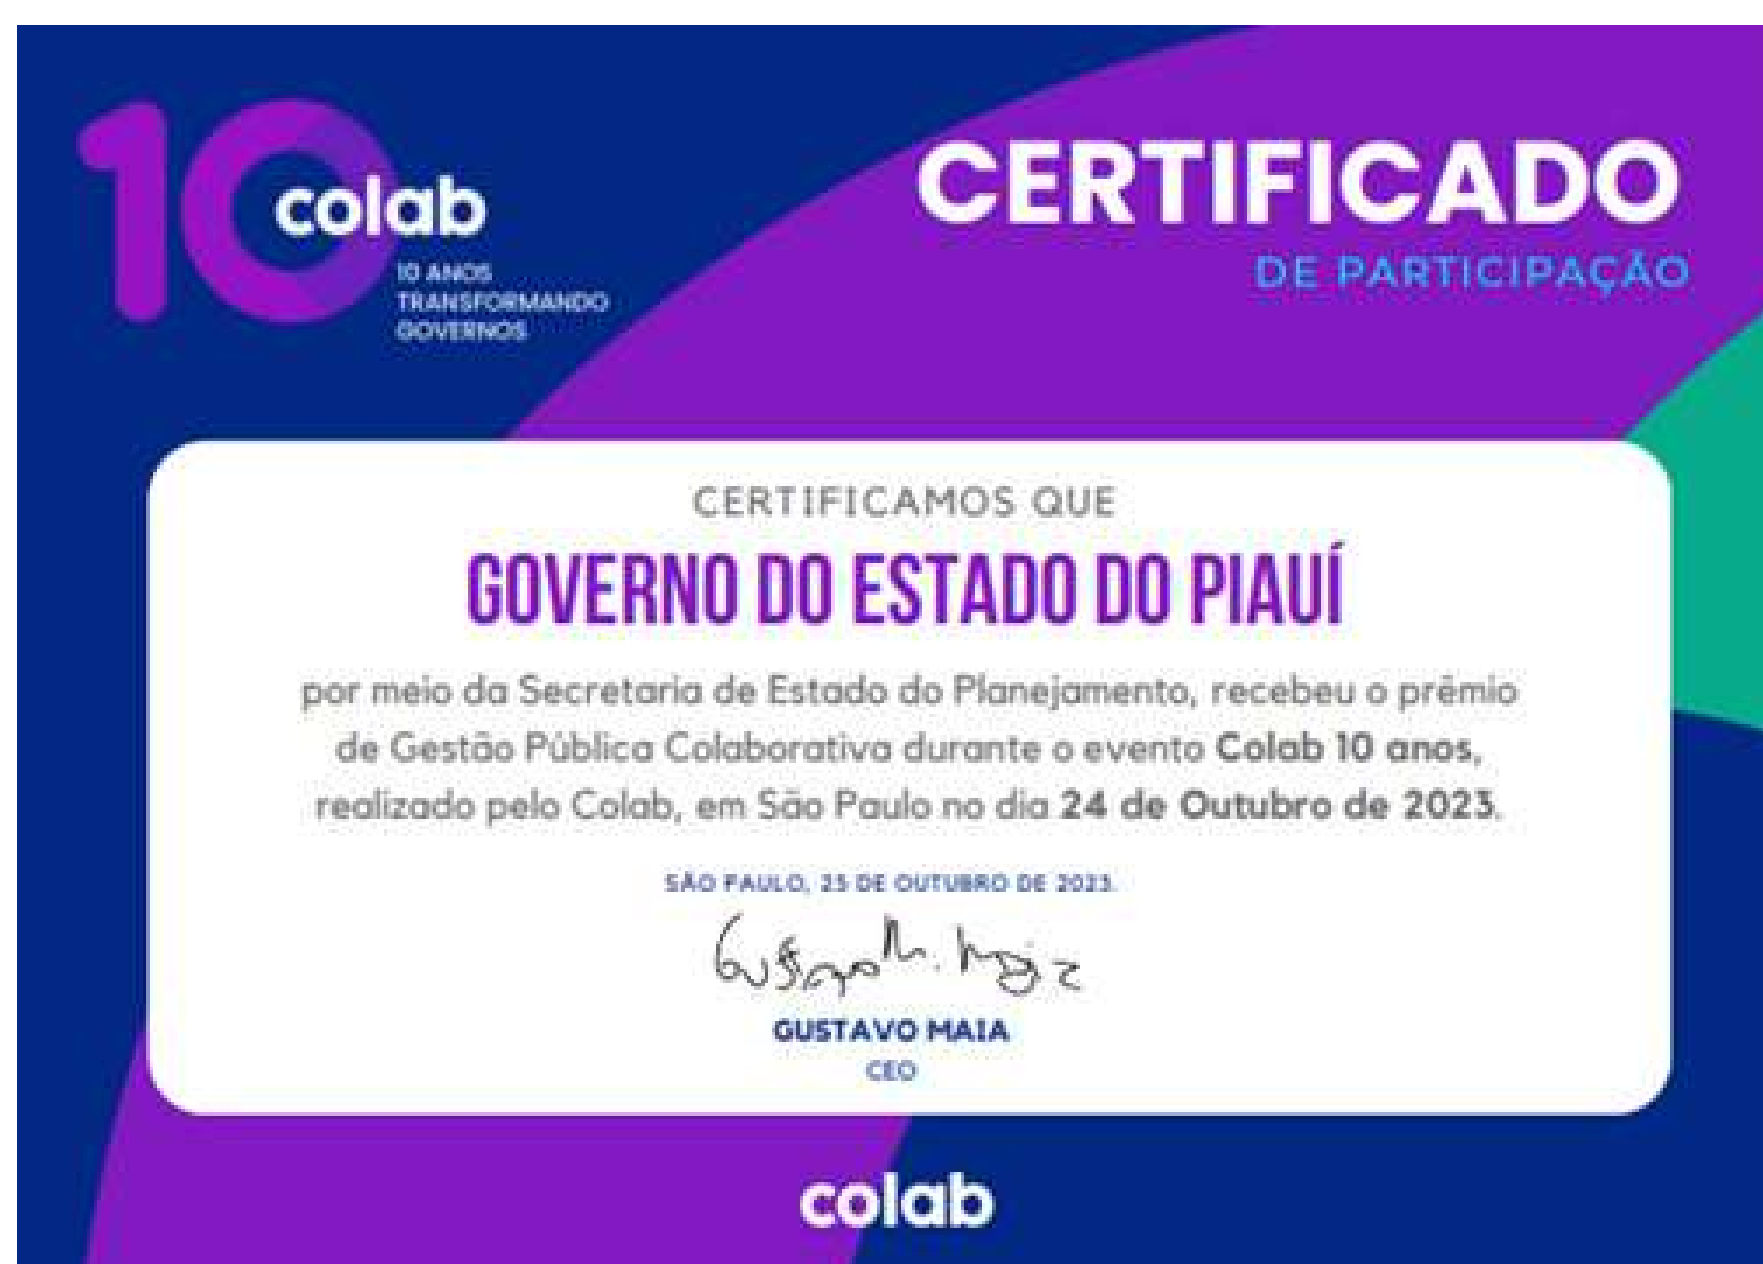 10
colab
10 ANOS
TRANSFORMANDO
GOVERNOS
CERTIFICADO
DE PARTICIPAÇÃO
CERTIFICAMOS QUE
GOVERNO DO ESTADO DO PIAUÍ
por meio da Secretaria de Estado do Planejamento, recebeu o prêmio
de Gestão Pública Colaborativa durante o evento Colab 10 anos,
realizado pelo Colab, em São Paulo no dia 24 de Outubro de 2023.
SÃO PAULO, 25 DE OUTUBRO DE 2023.
GUSTAVO MAIA
CEO
colab